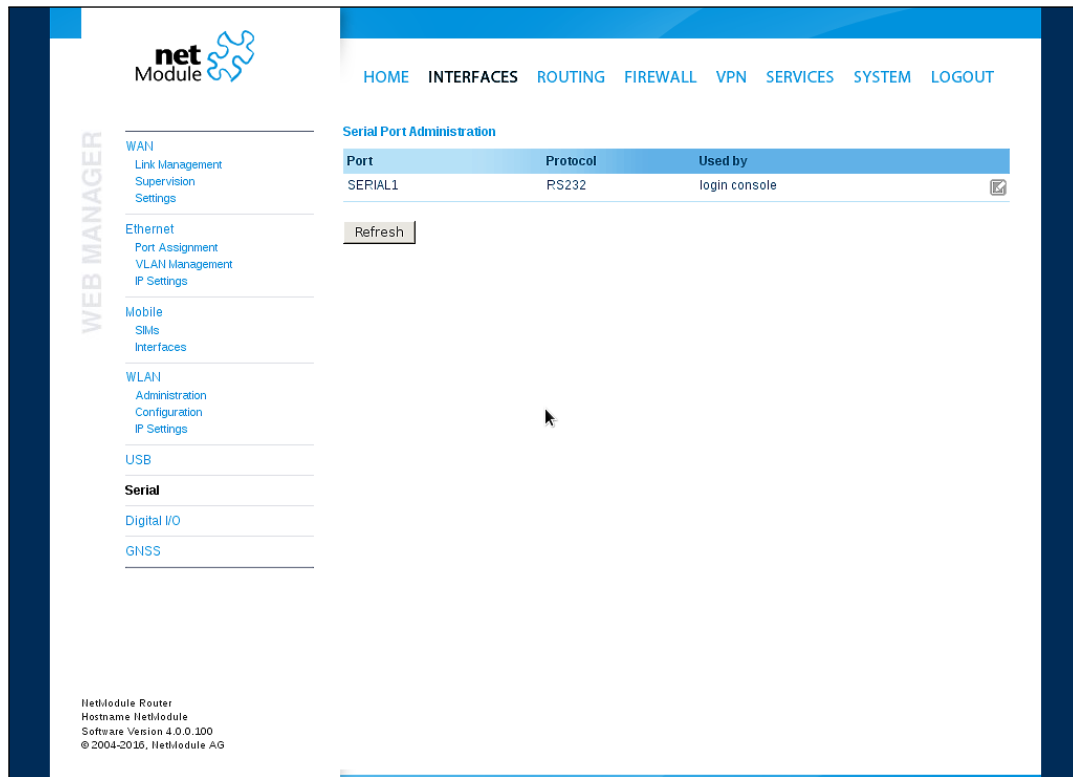 net
Module
HOME INTERFACES ROUTING FIREWALL VPN SERVICES SYSTEM LOGOUT
WEB MANAGER
WAN
Link Management
Supervision
Settings
Ethernet
Port Assignment
VLAN Management
IP Settings
Mobile
SIMs
Interfaces
WLAN
Administration
Configuration
IP Settings
USB
Serial
Digital I/O
GNSS
Serial Port Administration
Port Protocol Used by
SERIAL1 RS232 login console
Refresh
NetModule Router
Hostname NetModule
Software Version 4.0.0.100
© 2004-2016, NetModule AG